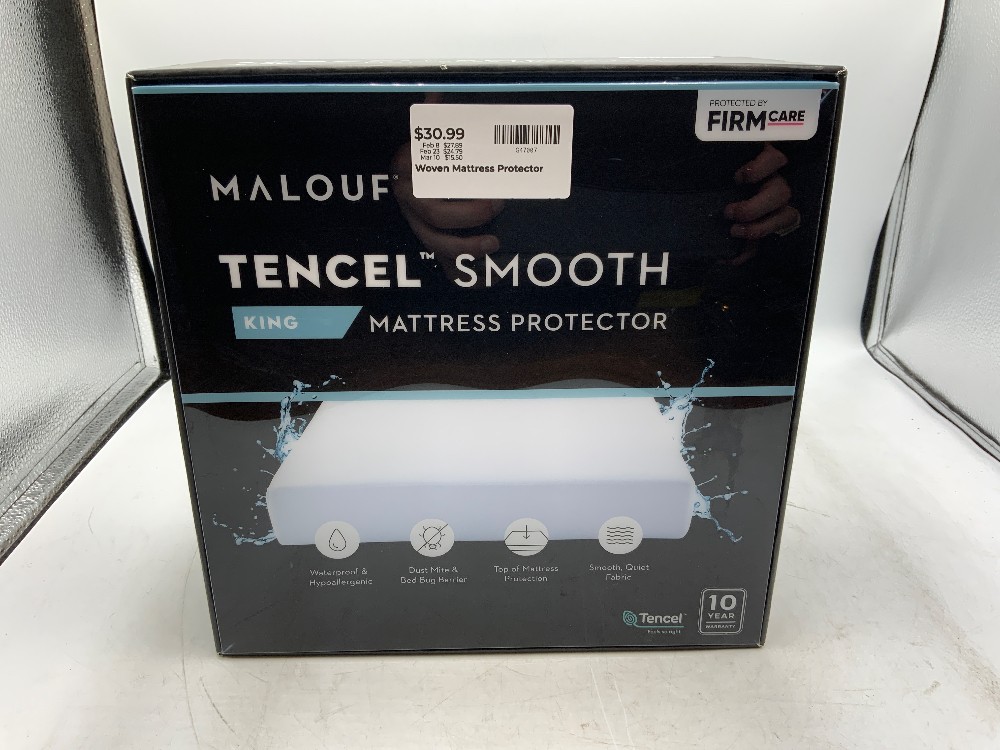 PROTECTED BY
FIRMCARE
$30.99
Feb 8 $27.89
Feb 23 $24.79
Mar 10 $15.50
Woven Mattress Protector
MALOUF®
TENCEL™ SMOOTH
KING
MATTRESS PROTECTOR
Waterproof &
Hypoallergenic
Dust Mite &
Bed Bug Barrier
Top of Mattress
Protection
Smooth, Quiet
Fabric
Tencel™
10
YEAR
WARRANTY